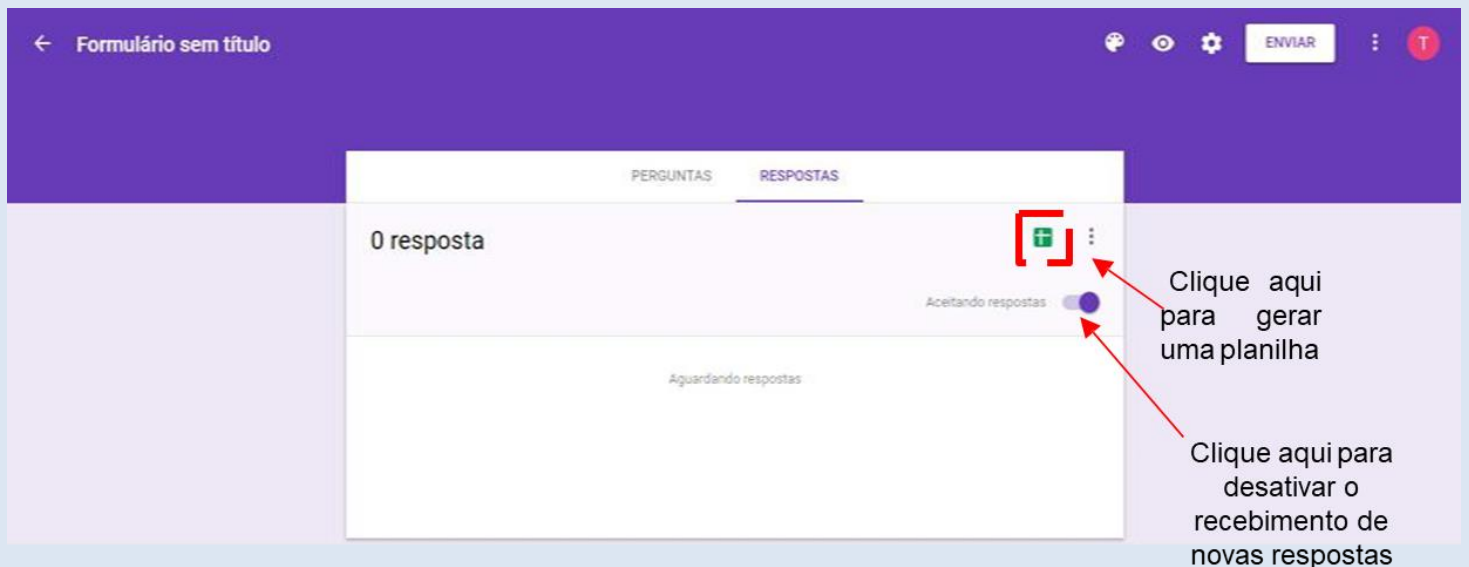 Formulário sem título
ENVIAR
T
PERGUNTAS RESPOSTAS
0 resposta
Aceitando respostas
Aguardando respostas
Clique aqui
para gerar
uma planilha
Clique aqui para
desativar o
recebimento de
novas respostas